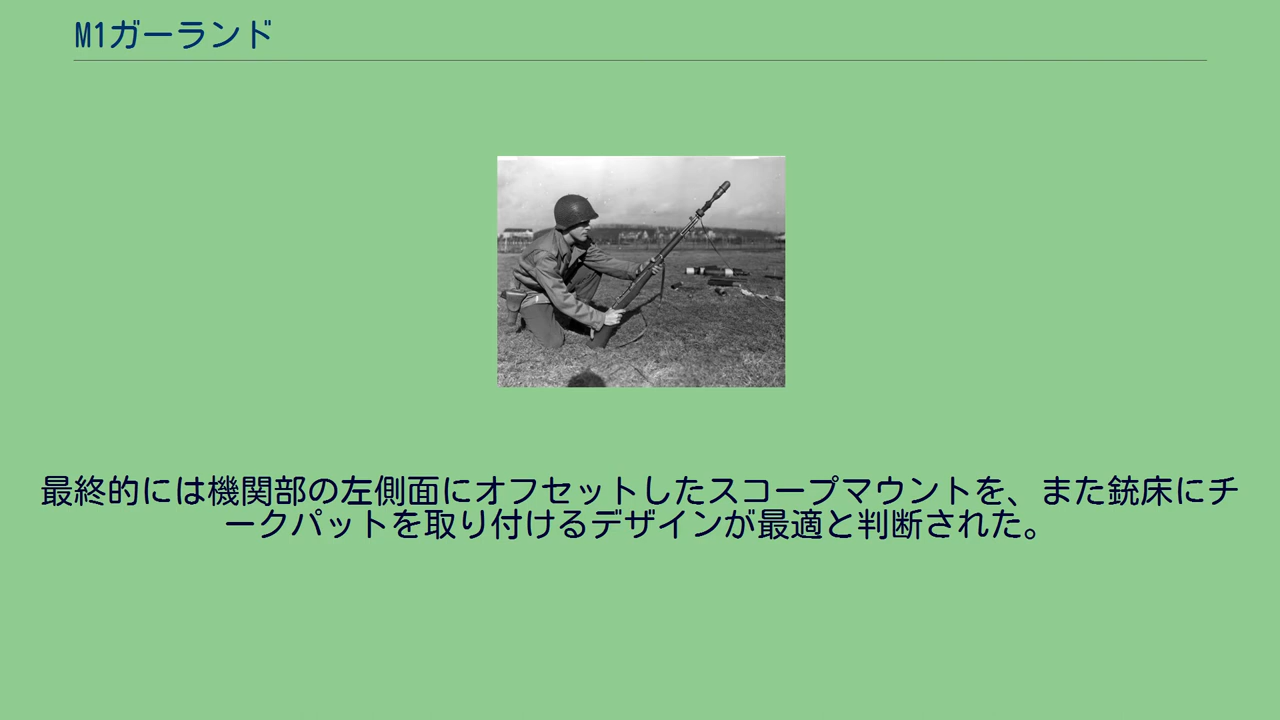 M1ガーランド
最終的には機関部の左側面にオフセットしたスコープマウントを、また銃床にチ
ークパットを取り付けるデザインが最適と判断された。